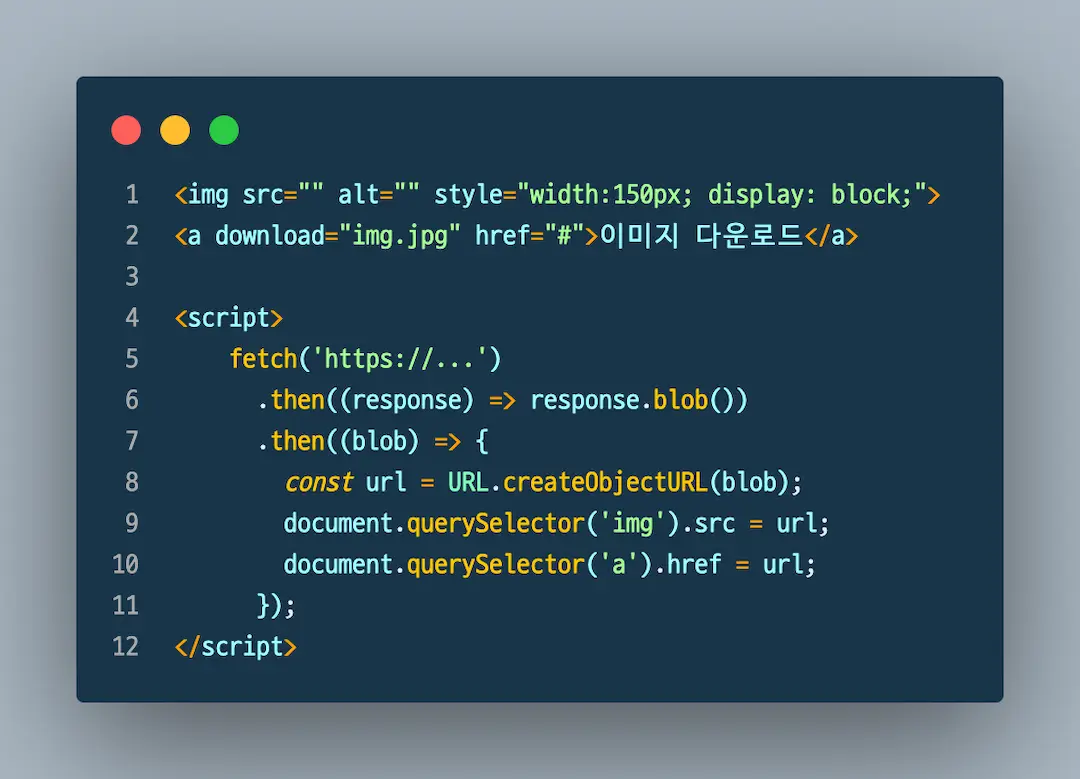 1 <img src="" alt="" style="width:150px; display: block;">
2 <a download="img.jpg" href="#">이미지 다운로드</a>
3
4 <script>
5     fetch('https://...')
6       .then((response) => response.blob())
7       .then((blob) => {
8         const url = URL.createObjectURL(blob);
9         document.querySelector('img').src = url;
10         document.querySelector('a').href = url;
11       });
12 </script>